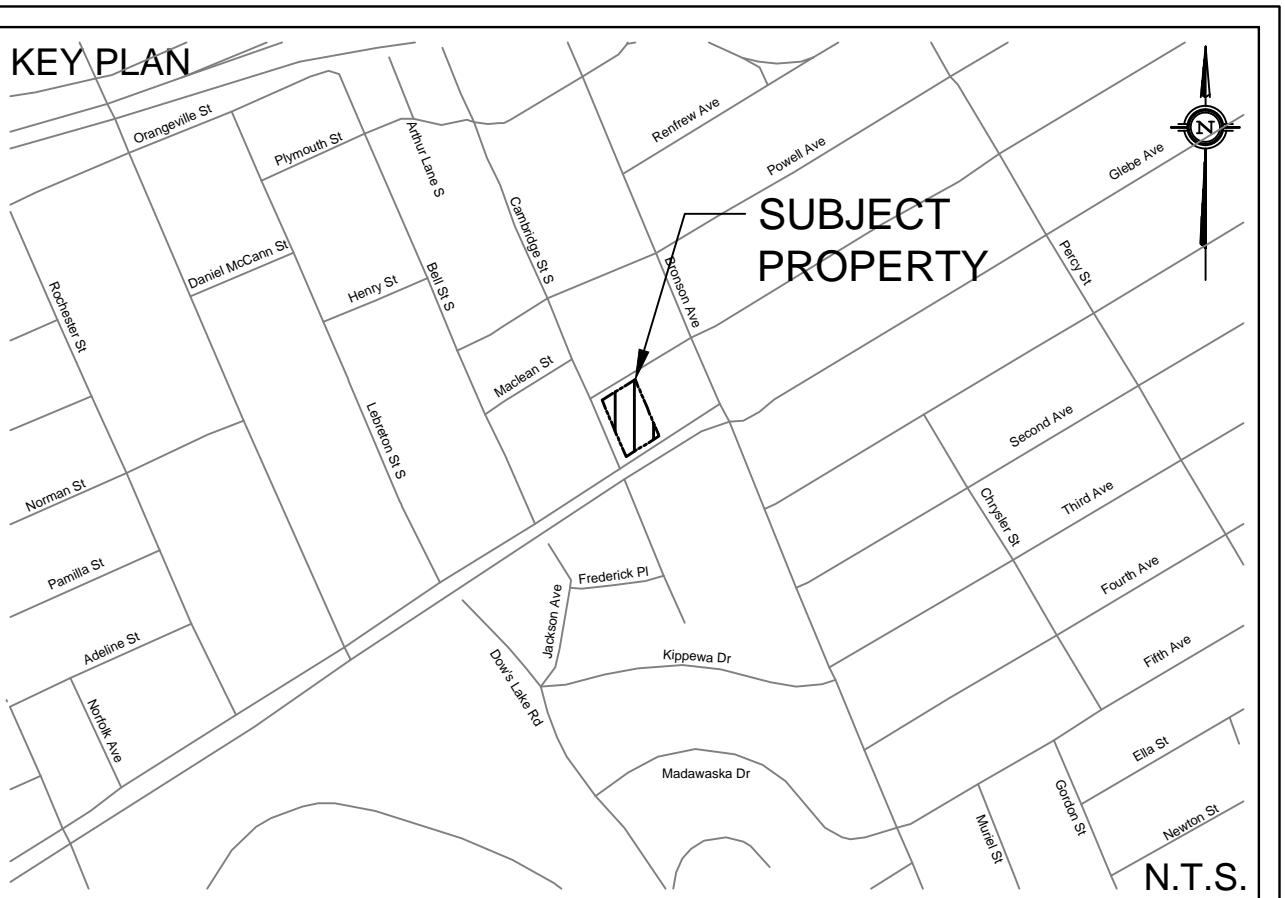 KEY PLAN
Orangeville St
Plymouth St
Arthur Lane S
Renfrew Ave
Powell Ave
Glebe Ave
N
Cambridge St S
SUBJECT
PROPERTY
Daniel McCann St
Henry St
Bell St S
Bronson Ave
Percy St
Rochester St
Maclean St
Lebreton St S
Second Ave
Norman St
Third Ave
Chrysler St
Pamilla St
Frederick Pl
Jackson Ave
Fourth Ave
Adeline St
Kippewa Dr
Dow's Lake Rd
Fifth Ave
Norfolk Ave
Ella St
Madawaska Dr
Gordon St
Muriel St
Newton St
N.T.S.